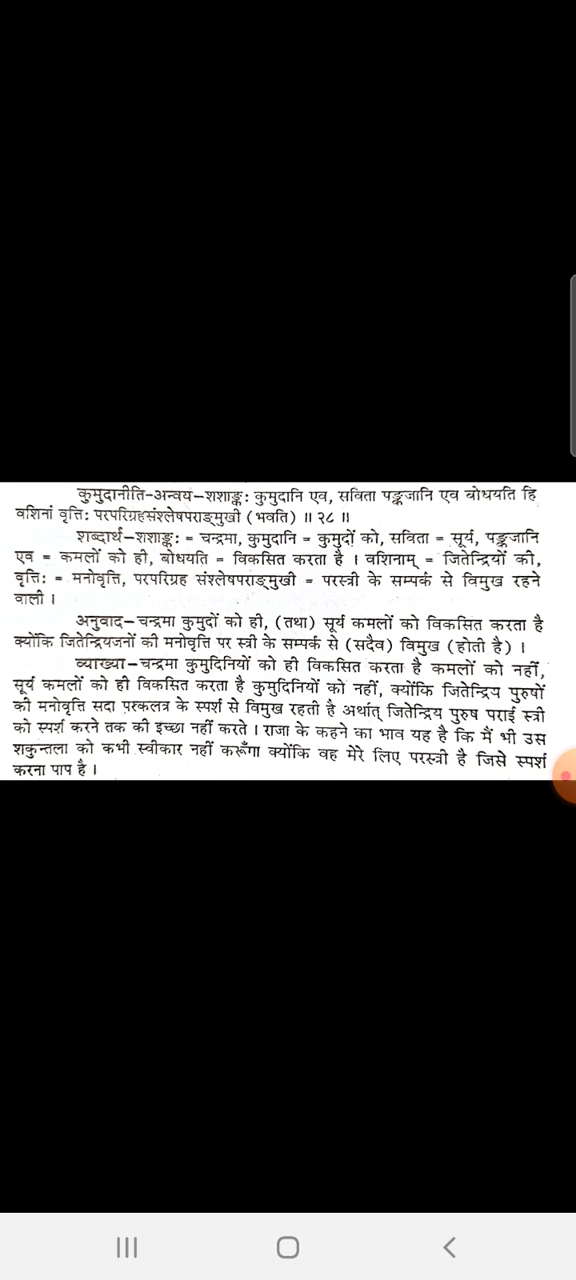 कुमुदानीति-अन्वय–शशाङ्क: कुमुदानि एव, सविता पङ्कजानि एव बोधयति हि
वशिनां वृत्ति: परपरिग्रहसंश्लेषपराङ्मुखी (भवति) ॥ २८ ॥
शब्दार्थ–शशाङ्क: = चन्द्रमा, कुमुदानि = कुमुदों को, सविता = सूर्य, पङ्कजानि
एव = कमलों को ही, बोधयति = विकसित करता है । वशिनाम् = जितेन्द्रियों की,
वृत्ति: = मनोवृत्ति, परपरिग्रह संश्लेषपराङ्मुखी = परस्त्री के सम्पर्क से विमुख रहने
वाली ।
अनुवाद–चन्द्रमा कुमुदों को ही, (तथा) सूर्य कमलों को विकसित करता है
क्योंकि जितेन्द्रियजनों की मनोवृत्ति पर स्त्री के सम्पर्क से (सदैव) विमुख (होती है) ।
व्याख्या–चन्द्रमा कुमुदिनियों को ही विकसित करता है कमलों को नहीं,
सूर्य कमलों को ही विकसित करता है कुमुदिनियों को नहीं, क्योंकि जितेन्द्रिय पुरुषों
की मनोवृत्ति सदा परकलत्र के स्पर्श से विमुख रहती है अर्थात् जितेन्द्रिय पुरुष पराई स्त्री
को स्पर्श करने तक की इच्छा नहीं करते । राजा के कहने का भाव यह है कि मैं भी उस
शकुन्तला को कभी स्वीकार नहीं करूँगा क्योंकि वह मेरे लिए परस्त्री है जिसे स्पर्श
करना पाप है ।